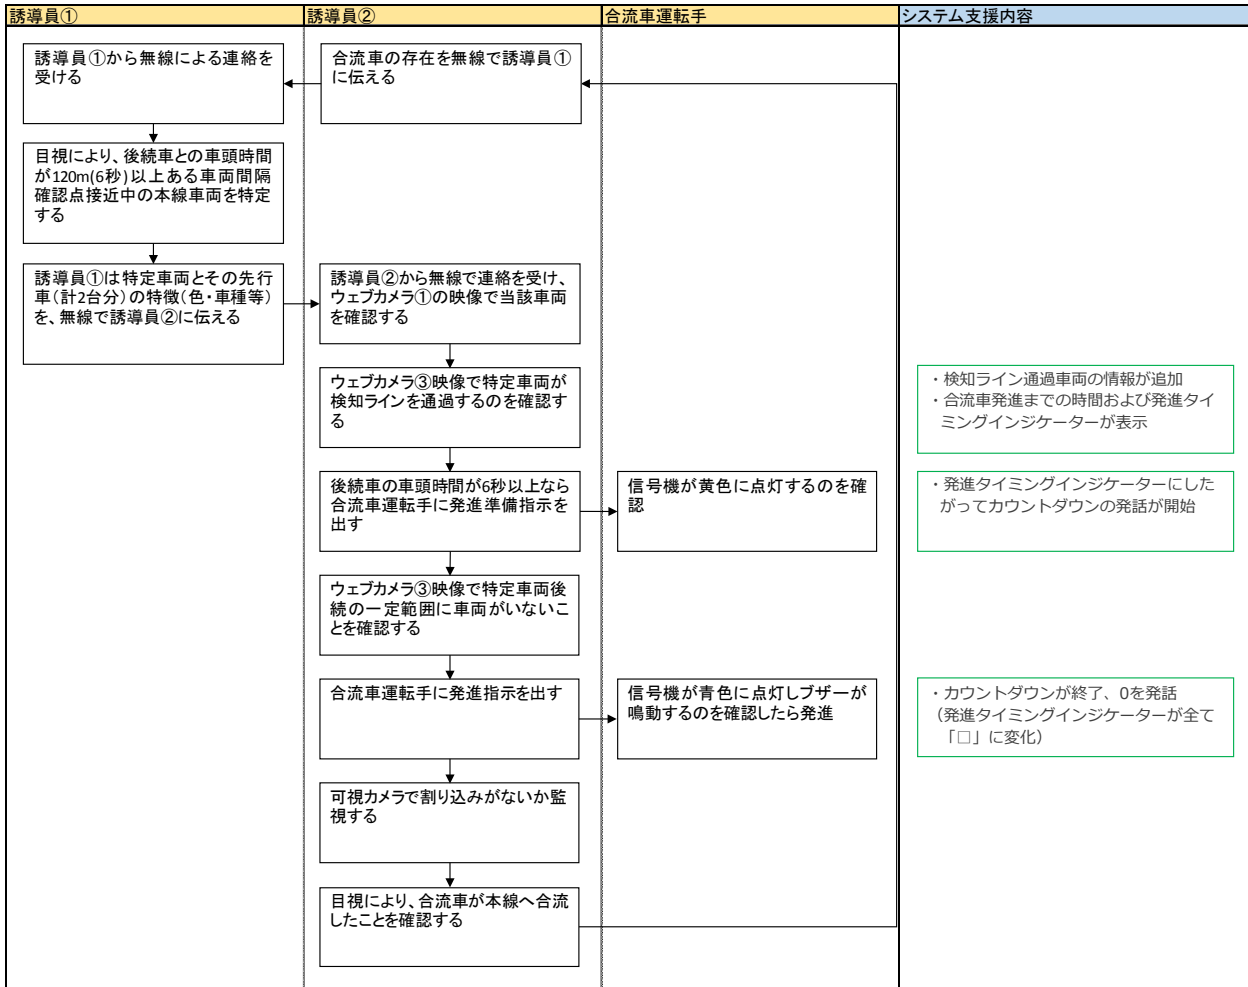 誘導員①
誘導員②
合流車運転手
システム支援内容
誘導員①から無線による連絡を
受ける
合流車の存在を無線で誘導員①
に伝える
目視により、後続車との車頭時間
が120m(6秒)以上ある車両間隔
確認点接近中の本線車両を特定
する
誘導員①は特定車両とその先行
車（計2台分）の特徴（色・車種等）
を、無線で誘導員②に伝える
誘導員②から無線で連絡を受け、
ウェブカメラ①の映像で当該車両
を確認する
ウェブカメラ③映像で特定車両が
検知ラインを通過するのを確認す
る
・検知ライン通過車両の情報が追加
・合流車発進までの時間および発進タイ
ミングインジケーターが表示
後続車の車頭時間が6秒以上なら
合流車運転手に発進準備指示を
出す
信号機が黄色に点灯するのを確
認
・発進タイミングインジケーターにした
がってカウントダウンの発話が開始
ウェブカメラ③映像で特定車両後
続の一定範囲に車両がいないこ
とを確認する
合流車運転手に発進指示を出す
信号機が青色に点灯しブザーが
鳴動するのを確認したら発進
・カウントダウンが終了、0を発話
（発進タイミングインジケーターが全て
「□」に変化）
可視カメラで割り込みがないか監
視する
目視により、合流車が本線へ合流
したことを確認する